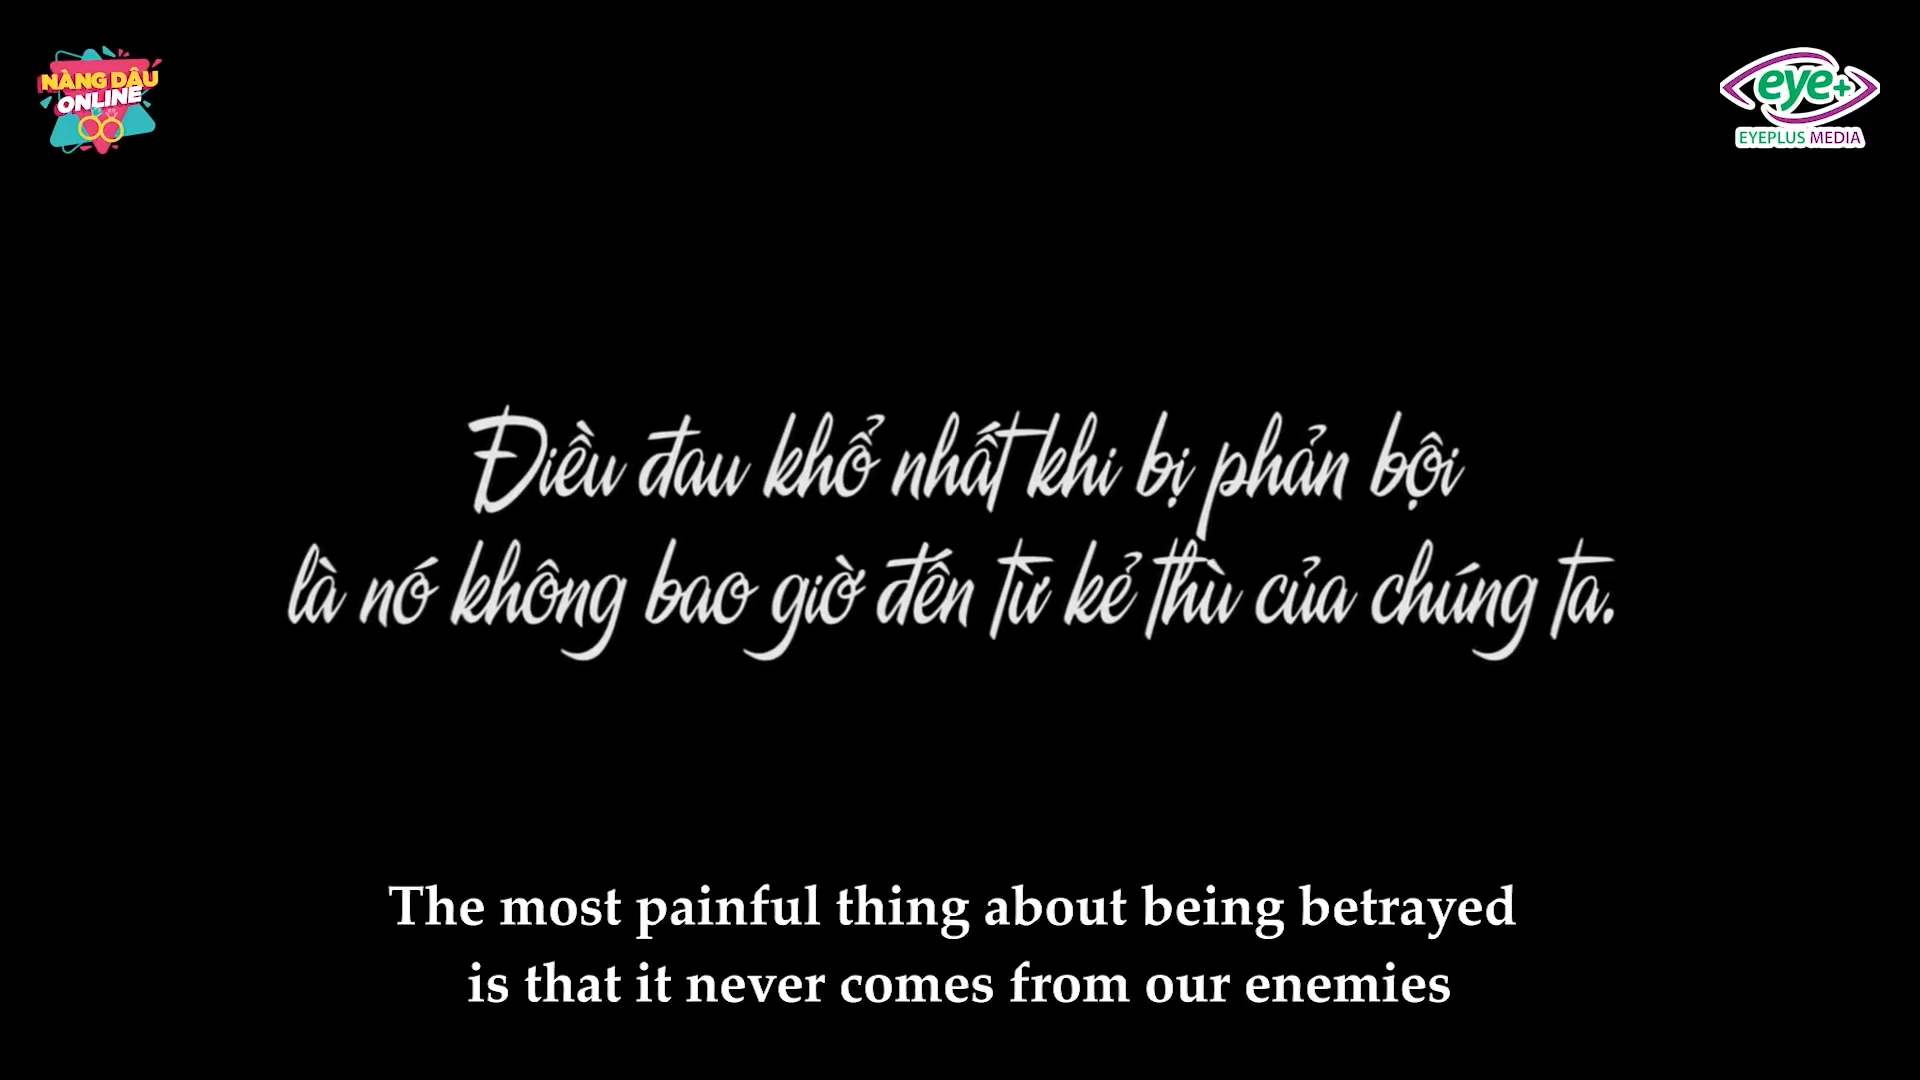 NÀNG DÂU
ONLINE
eye+
EYEPLUS MEDIA
Điều đau khổ nhất khi bị phản bội
là nó không bao giờ đến từ kẻ thù của chúng ta.
The most painful thing about being betrayed
is that it never comes from our enemies